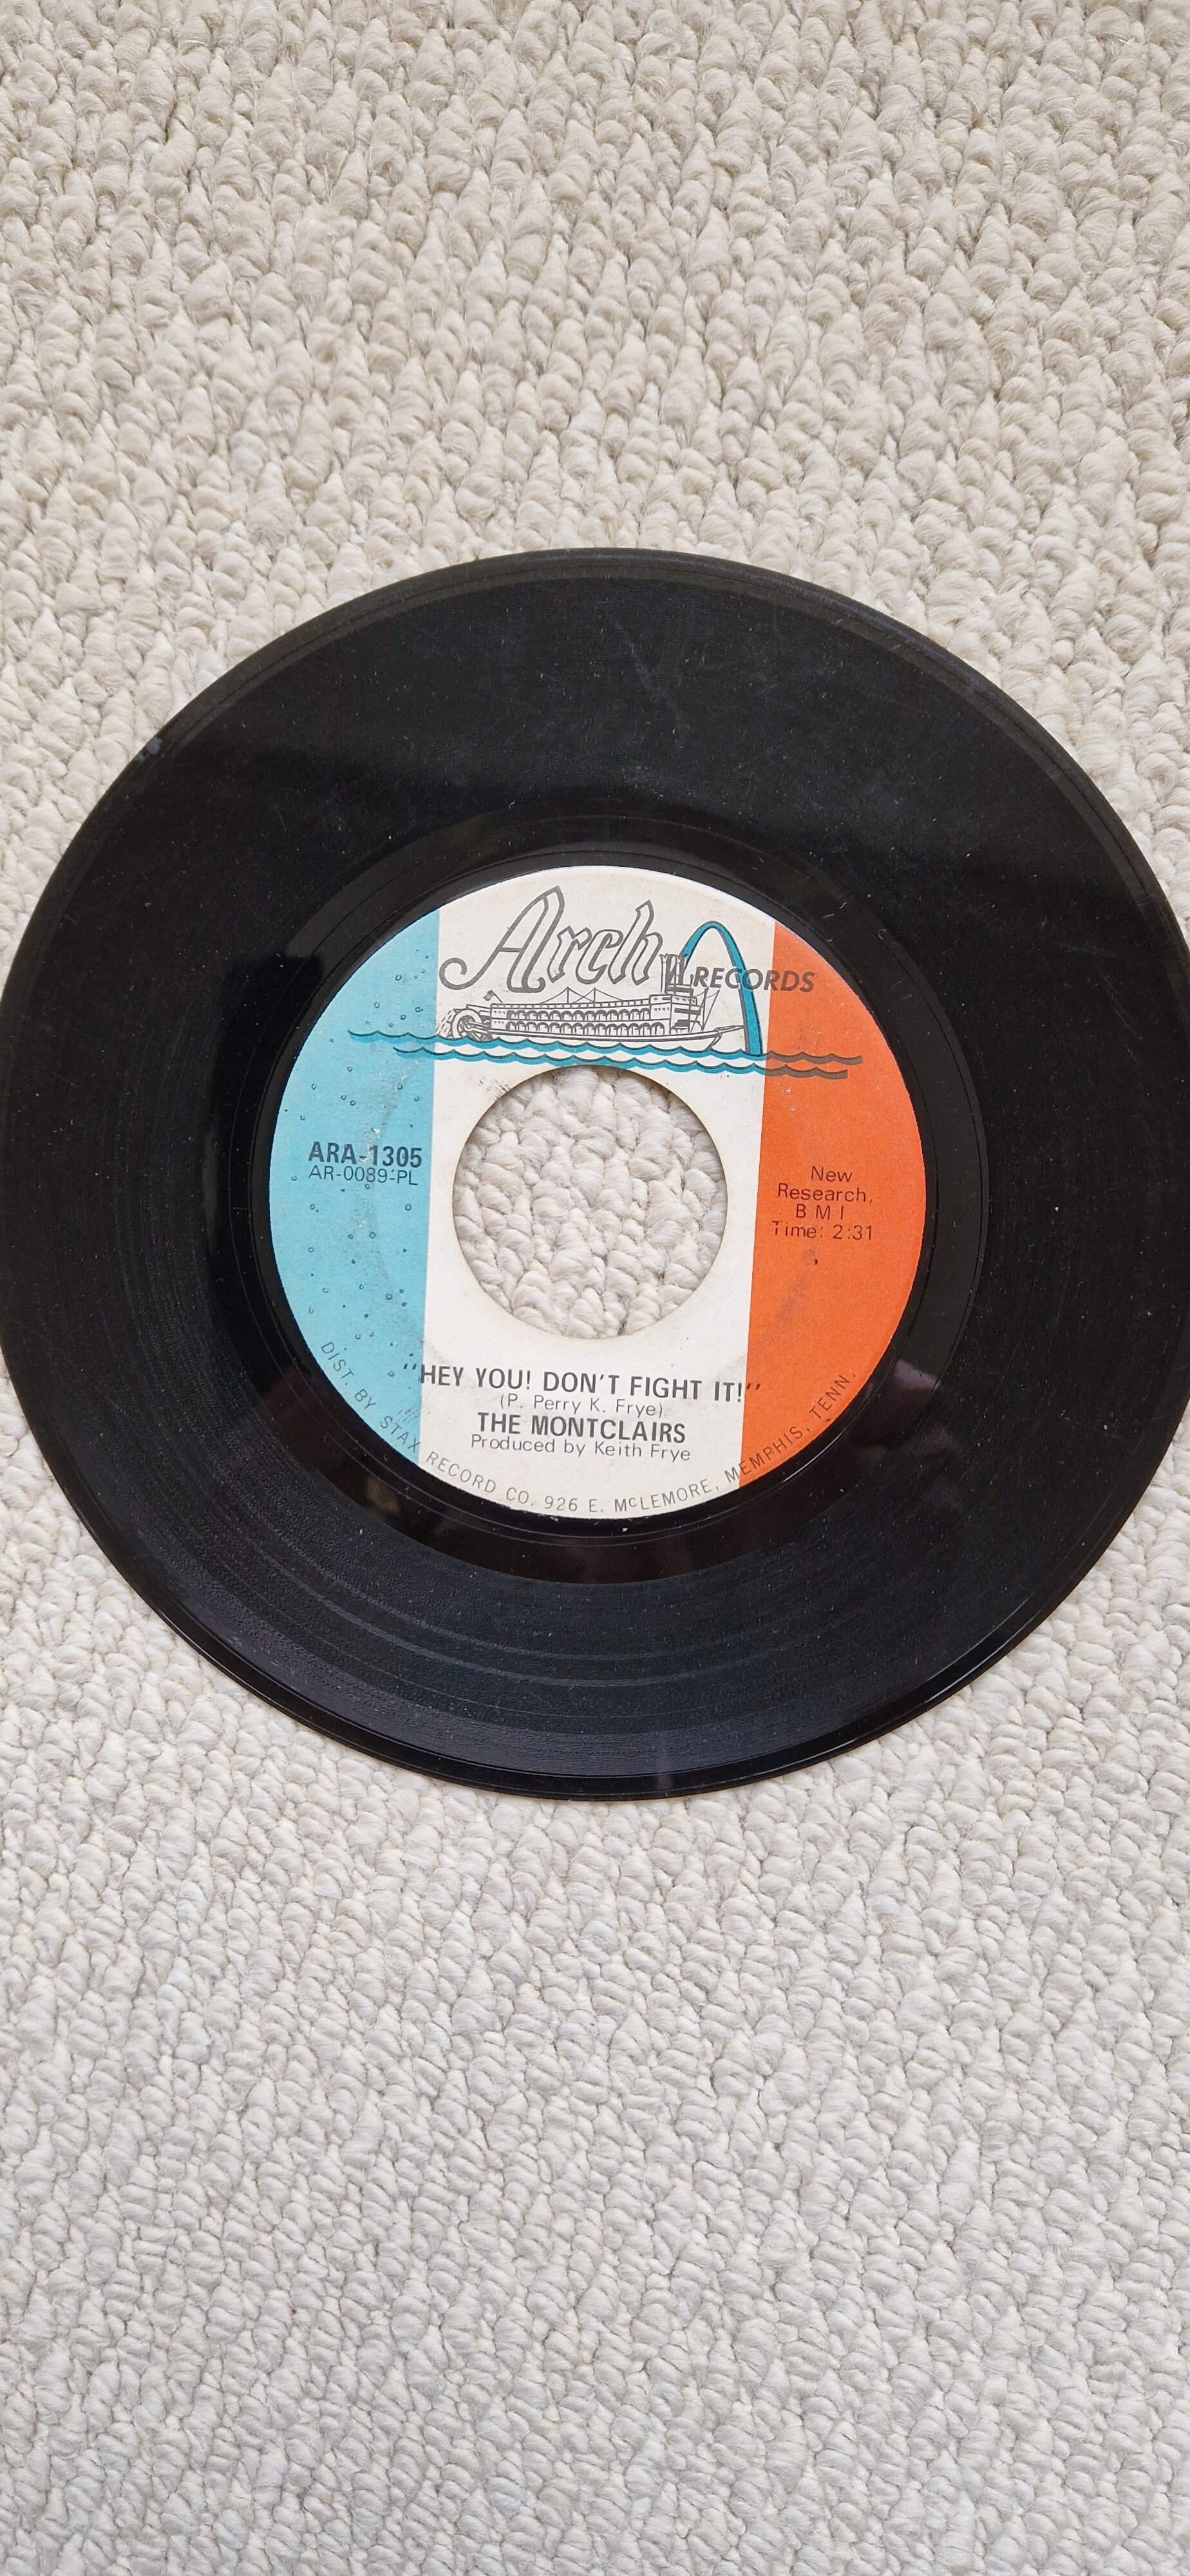 Arch RECORDS
ARA-1305
AR-0089-PL
New
Research,
B M I
Time: 2:31
"HEY YOU! DON'T FIGHT IT!"
(P. Perry K. Frye)
THE MONTCLAIRS
Produced by Keith Frye
DIST. BY STAX RECORD CO. 926 E. McLEMORE, MEMPHIS, TENN.